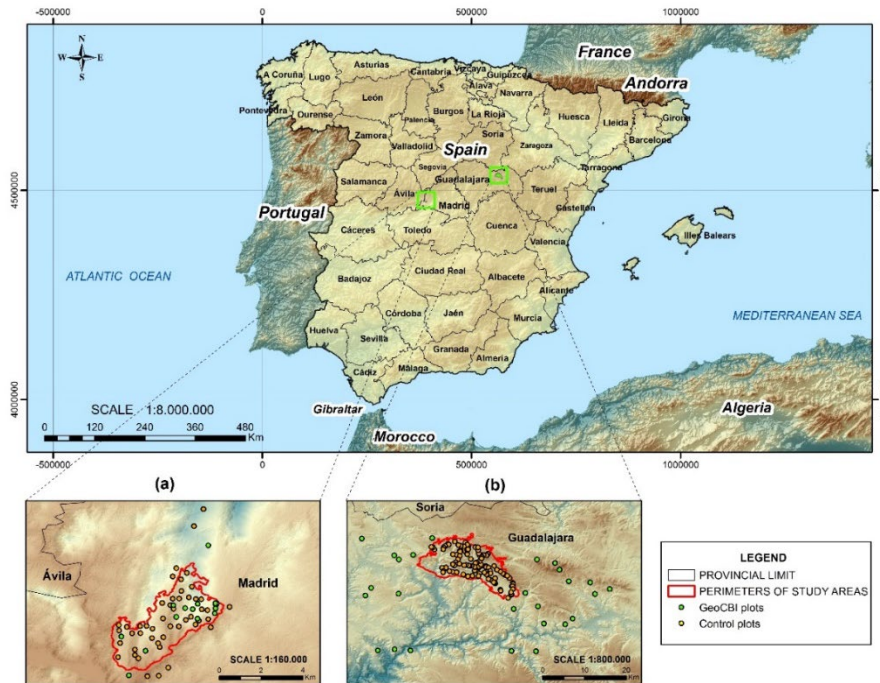 -500000 0 500000 1000000
N
W E
S
France
Andorra
A Coruña
Lugo
Asturias
Cantabria
Vizcaya
Guipúzcoa
Álava
Navarra
Pontevedra
Ourense
León
Palencia
Burgos
La Rioja
Huesca
Lleida
Girona
Barcelona
Zamora
Valladolid
Soria
Zaragoza
Spain
Tarragona
Segovia
Salamanca
Guadalajara
Ávila
Madrid
Teruel
Castellón
4500000
4500000
Portugal
Cáceres
Toledo
Cuenca
Valencia
Illes Balears
ATLANTIC OCEAN
Badajoz
Ciudad Real
Albacete
Alicante
MEDITERRANEAN SEA
Córdoba
Jaén
Murcia
Huelva
Sevilla
Granada
Almería
Cádiz
Málaga
4000000
4000000
SCALE 1:8.000.000
0 120 240 360 480
Km
Gibraltar
Morocco
Algeria
-500000 0 500000 1000000
(a)
(b)
Ávila
Madrid
SCALE 1:160.000
0 2 4
Km
Soria
Guadalajara
SCALE 1:800.000
0 10 20
Km
LEGEND
PROVINCIAL LIMIT
PERIMETERS OF STUDY AREAS
GeoCBI plots
Control plots